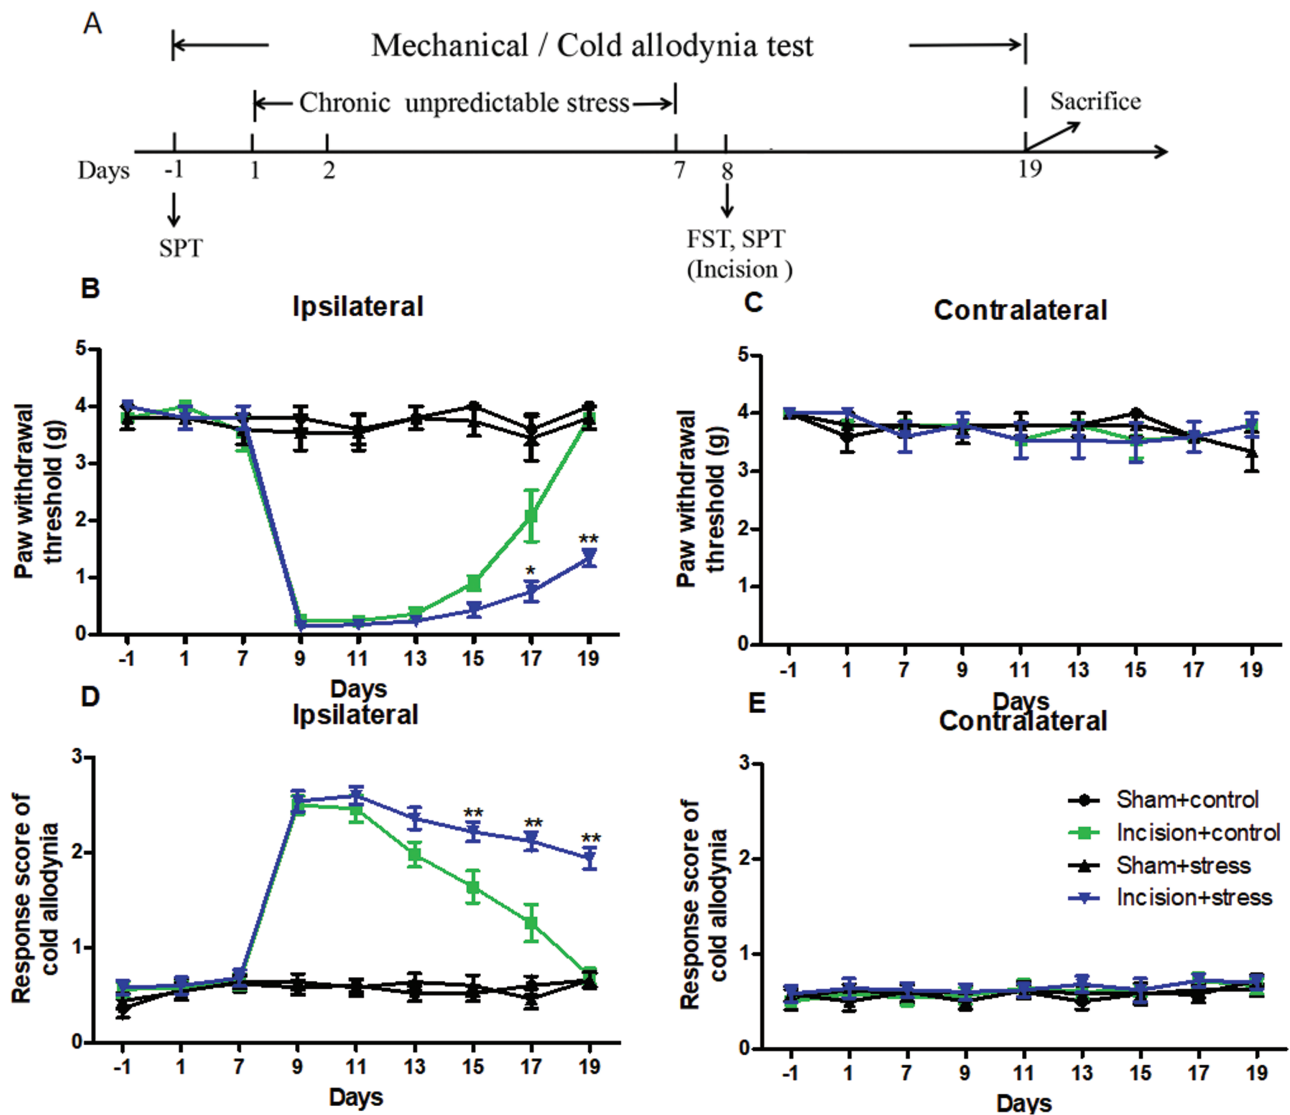 A
Mechanical / Cold allodynia test
Chronic unpredictable stress
Sacrifice
Days -1 1 2 7 8 19
SPT
FST, SPT
(Incision )
B
Ipsilateral
Paw withdrawal
threshold (g)
5
4
3
2
1
0
*
**
-1 1 7 9 11 13 15 17 19
Days
C
Contralateral
Paw withdrawal
threshold (g)
5
4
3
2
1
0
-1 1 7 9 11 13 15 17 19
Days
D
Ipsilateral
Response score of
cold allodynia
3
2
1
0
** ** **
-1 1 7 9 11 13 15 17 19
Days
E
Contralateral
Response score of
cold allodynia
3
2
1
0
Sham+control
Incision+control
Sham+stress
Incision+stress
-1 1 7 9 11 13 15 17 19
Days